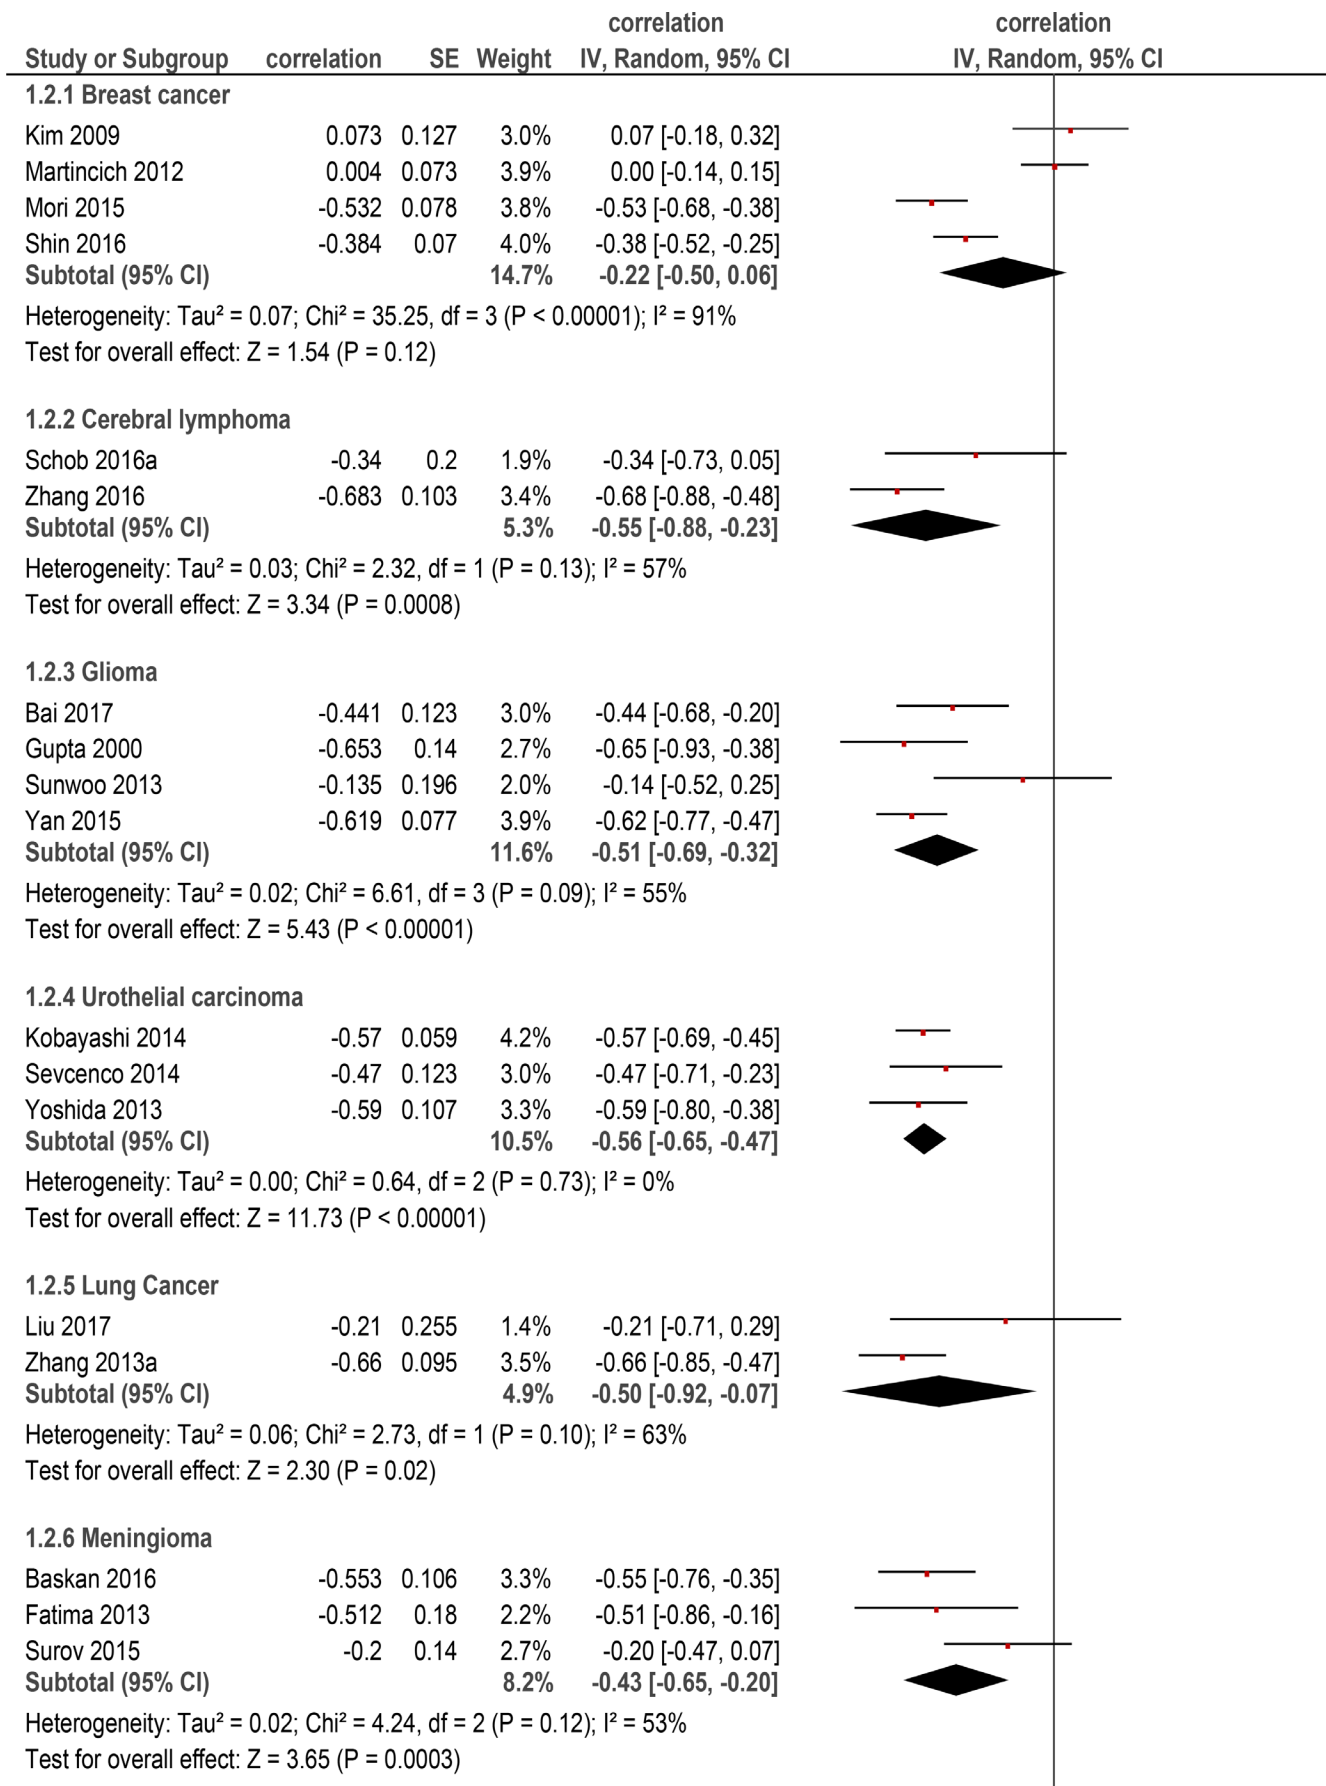 correlation correlation
Study or Subgroup correlation SE Weight IV, Random, 95% CI IV, Random, 95% CI
1.2.1 Breast cancer
Kim 2009 0.073 0.127 3.0% 0.07 [-0.18, 0.32]
Martincich 2012 0.004 0.073 3.9% 0.00 [-0.14, 0.15]
Mori 2015 -0.532 0.078 3.8% -0.53 [-0.68, -0.38]
Shin 2016 -0.384 0.07 4.0% -0.38 [-0.52, -0.25]
Subtotal (95% CI) 14.7% -0.22 [-0.50, 0.06]
Heterogeneity: Tau² = 0.07; Chi² = 35.25, df = 3 (P < 0.00001); I² = 91%
Test for overall effect: Z = 1.54 (P = 0.12)
1.2.2 Cerebral lymphoma
Schob 2016a -0.34 0.2 1.9% -0.34 [-0.73, 0.05]
Zhang 2016 -0.683 0.103 3.4% -0.68 [-0.88, -0.48]
Subtotal (95% CI) 5.3% -0.55 [-0.88, -0.23]
Heterogeneity: Tau² = 0.03; Chi² = 2.32, df = 1 (P = 0.13); I² = 57%
Test for overall effect: Z = 3.34 (P = 0.0008)
1.2.3 Glioma
Bai 2017 -0.441 0.123 3.0% -0.44 [-0.68, -0.20]
Gupta 2000 -0.653 0.14 2.7% -0.65 [-0.93, -0.38]
Sunwoo 2013 -0.135 0.196 2.0% -0.14 [-0.52, 0.25]
Yan 2015 -0.619 0.077 3.9% -0.62 [-0.77, -0.47]
Subtotal (95% CI) 11.6% -0.51 [-0.69, -0.32]
Heterogeneity: Tau² = 0.02; Chi² = 6.61, df = 3 (P = 0.09); I² = 55%
Test for overall effect: Z = 5.43 (P < 0.00001)
1.2.4 Urothelial carcinoma
Kobayashi 2014 -0.57 0.059 4.2% -0.57 [-0.69, -0.45]
Sevcenco 2014 -0.47 0.123 3.0% -0.47 [-0.71, -0.23]
Yoshida 2013 -0.59 0.107 3.3% -0.59 [-0.80, -0.38]
Subtotal (95% CI) 10.5% -0.56 [-0.65, -0.47]
Heterogeneity: Tau² = 0.00; Chi² = 0.64, df = 2 (P = 0.73); I² = 0%
Test for overall effect: Z = 11.73 (P < 0.00001)
1.2.5 Lung Cancer
Liu 2017 -0.21 0.255 1.4% -0.21 [-0.71, 0.29]
Zhang 2013a -0.66 0.095 3.5% -0.66 [-0.85, -0.47]
Subtotal (95% CI) 4.9% -0.50 [-0.92, -0.07]
Heterogeneity: Tau² = 0.06; Chi² = 2.73, df = 1 (P = 0.10); I² = 63%
Test for overall effect: Z = 2.30 (P = 0.02)
1.2.6 Meningioma
Baskan 2016 -0.553 0.106 3.3% -0.55 [-0.76, -0.35]
Fatima 2013 -0.512 0.18 2.2% -0.51 [-0.86, -0.16]
Surov 2015 -0.2 0.14 2.7% -0.20 [-0.47, 0.07]
Subtotal (95% CI) 8.2% -0.43 [-0.65, -0.20]
Heterogeneity: Tau² = 0.02; Chi² = 4.24, df = 2 (P = 0.12); I² = 53%
Test for overall effect: Z = 3.65 (P = 0.0003)